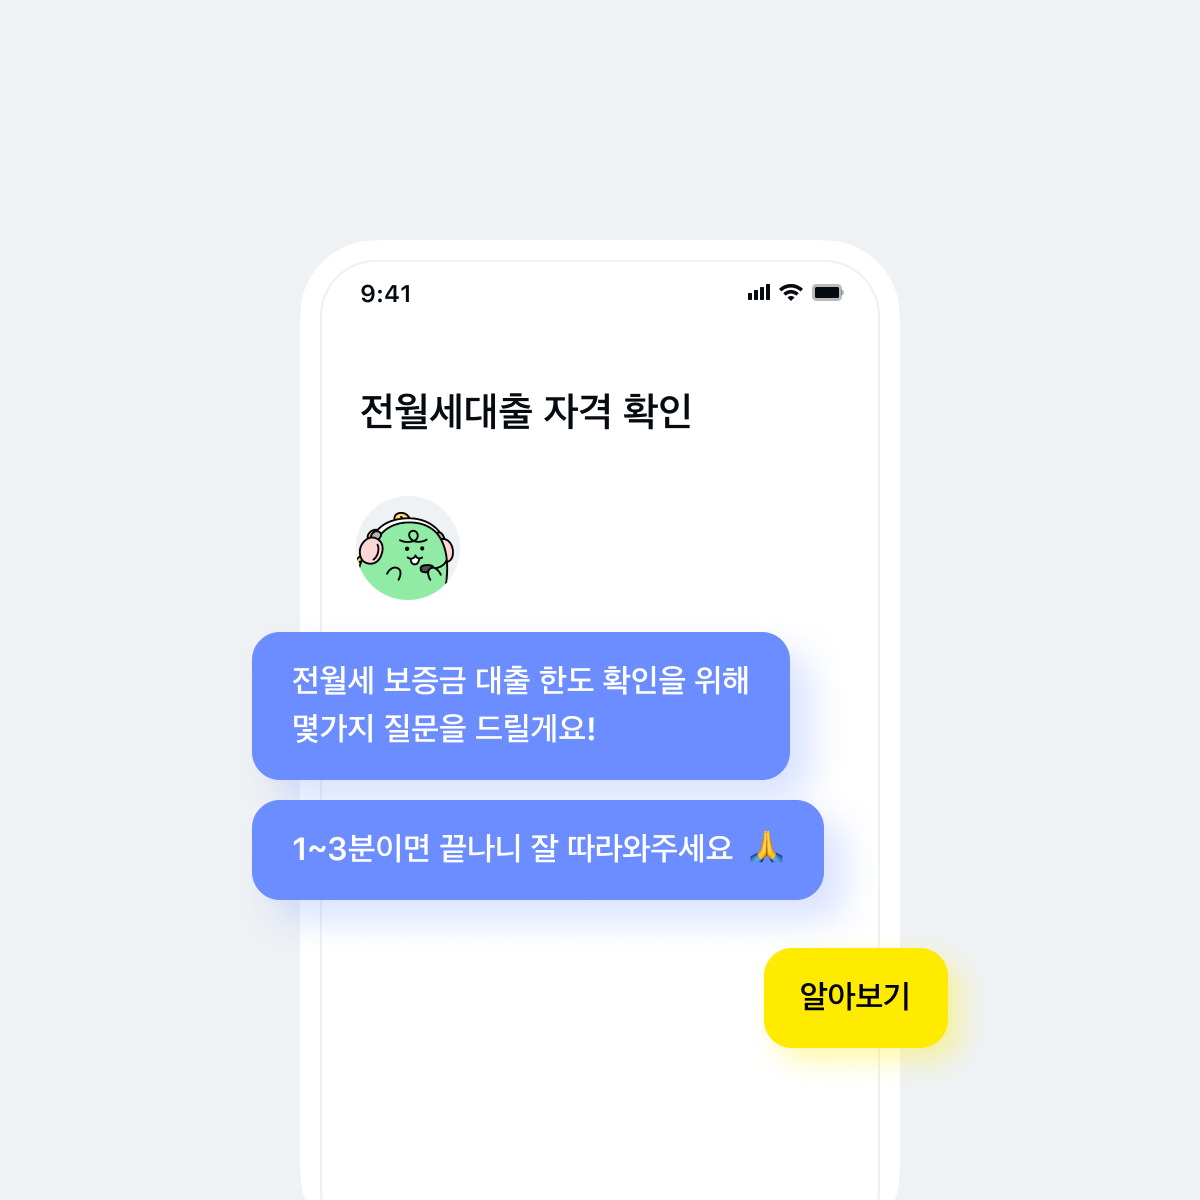 9:41
전월세대출 자격 확인
전월세 보증금 대출 한도 확인을 위해
몇가지 질문을 드릴게요!
1~3분이면 끝나니 잘 따라와주세요 🙏
알아보기